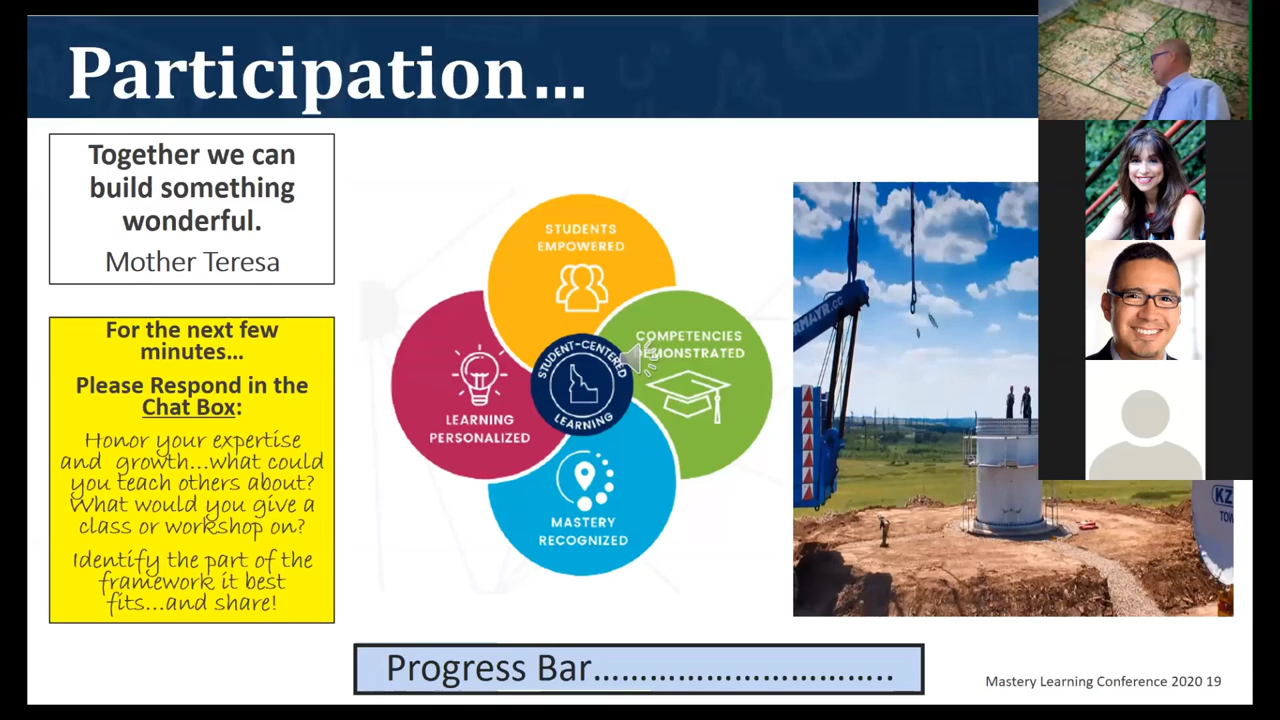 Participation...
Together we can
build something
wonderful.
Mother Teresa
For the next few
minutes...
Please Respond in the
Chat Box:
Honor your expertise
and growth...what could
you teach others about?
What would you give a
class or workshop on?
Identify the part of the
framework it best
fits...and share!
STUDENTS
EMPOWERED
COMPETENCIES
DEMONSTRATED
STUDENT-CENTERED
LEARNING
LEARNING
PERSONALIZED
MASTERY
RECOGNIZED
KZ
TOW
Progress Bar................................
Mastery Learning Conference 2020 19